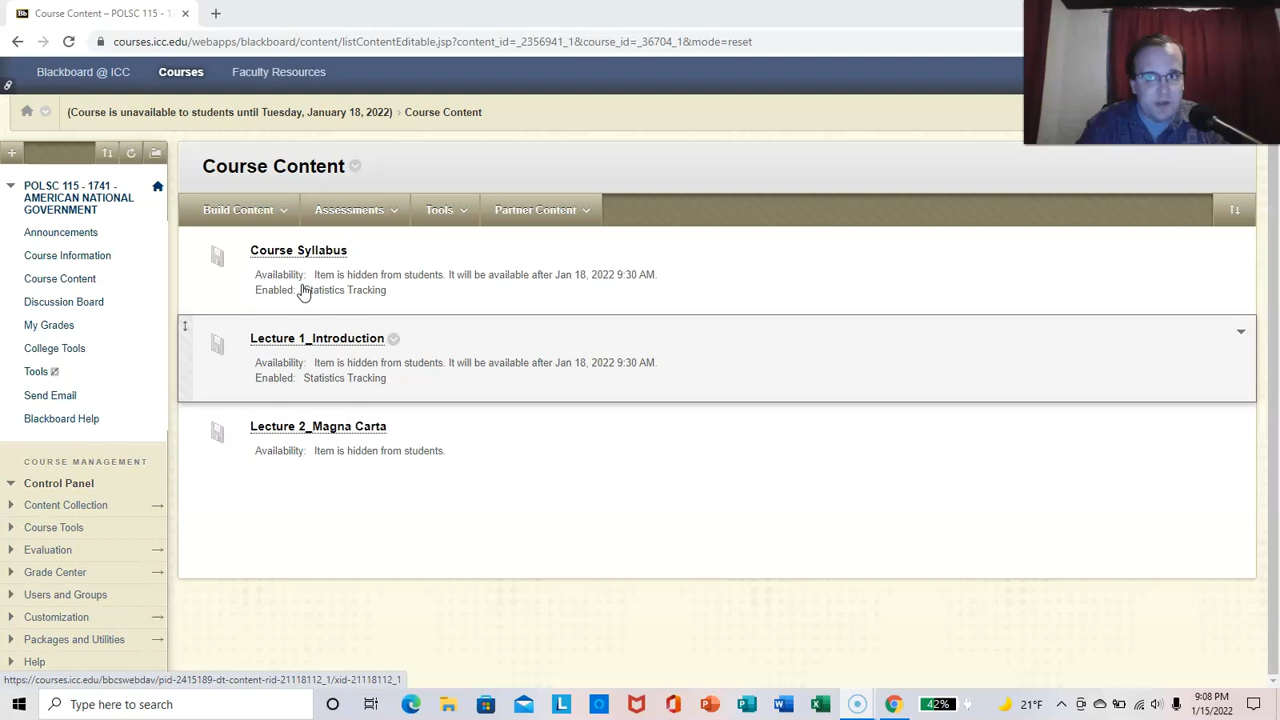 Course Content – POLSC 115 - 17
courses.icc.edu/webapps/blackboard/content/listContentEditable.jsp?content_id=_2356941_1&course_id=_36704_1&mode=reset
Blackboard @ ICC
Courses
Faculty Resources
(Course is unavailable to students until Tuesday, January 18, 2022)
Course Content
POLSC 115 - 1741 -
AMERICAN NATIONAL
GOVERNMENT
Announcements
Course Information
Course Content
Discussion Board
My Grades
College Tools
Tools
Send Email
Blackboard Help
COURSE MANAGEMENT
Control Panel
Content Collection
Course Tools
Evaluation
Grade Center
Users and Groups
Customization
Packages and Utilities
Help
Course Content
Build Content
Assessments
Tools
Partner Content
Course Syllabus
Availability: Item is hidden from students. It will be available after Jan 18, 2022 9:30 AM.
Enabled: Statistics Tracking
Lecture 1_Introduction
Availability: Item is hidden from students. It will be available after Jan 18, 2022 9:30 AM.
Enabled: Statistics Tracking
Lecture 2_Magna Carta
Availability: Item is hidden from students.
https://courses.icc.edu/bbcswebdav/pid-2415189-dt-content-rid-21118112_1/xid-21118112_1
Type here to search
42%
21°F
9:08 PM
1/15/2022